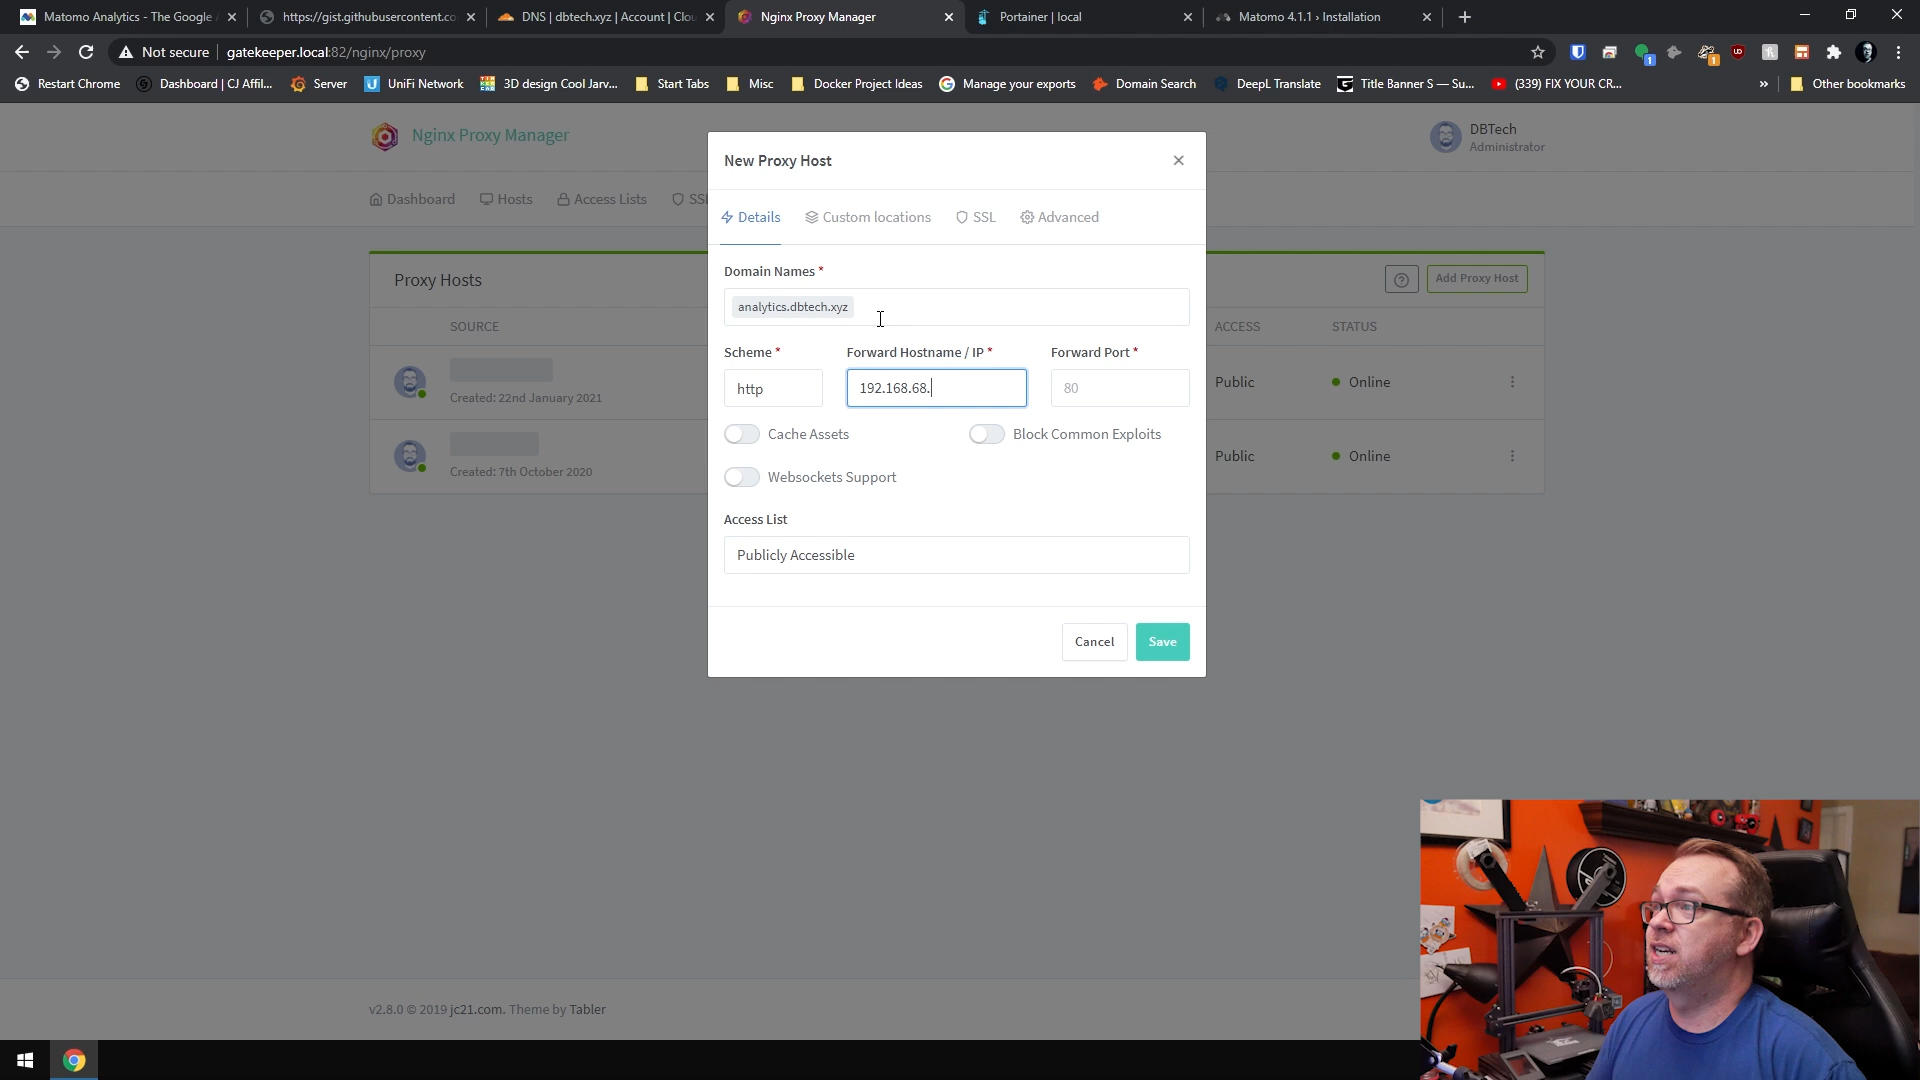 Matomo Analytics - The Google
https://gist.githubusercontent.co
DNS | dbtech.xyz | Account | Clou
Nginx Proxy Manager
Portainer | local
Matomo 4.1.1 › Installation
Not secure
gatekeeper.local:82/nginx/proxy
Restart Chrome
Dashboard | CJ Affil...
Server
UniFi Network
3D design Cool Jarv...
Start Tabs
Misc
Docker Project Ideas
Manage your exports
Domain Search
DeepL Translate
Title Banner S — Su...
(339) FIX YOUR CR...
»
Other bookmarks
Nginx Proxy Manager
DBTech
Administrator
Dashboard
Hosts
Access Lists
SSL
New Proxy Host
Details
Custom locations
SSL
Advanced
Proxy Hosts
Add Proxy Host
SOURCE
ACCESS
STATUS
Created: 22nd January 2021
Public
Online
Created: 7th October 2020
Public
Online
Domain Names *
analytics.dbtech.xyz
Scheme *
Forward Hostname / IP *
Forward Port *
http
192.168.68.
80
Cache Assets
Block Common Exploits
Websockets Support
Access List
Publicly Accessible
Cancel
Save
v2.8.0 © 2019 jc21.com. Theme by Tabler